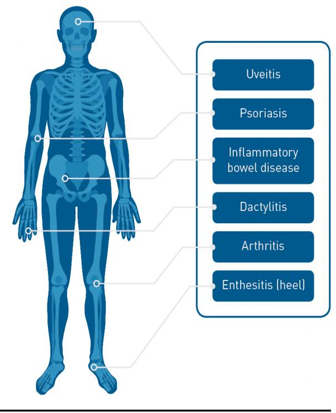 Uveitis
Psoriasis
Inflammatory
bowel disease
Dactylitis
Arthritis
Enthesitis (heel)